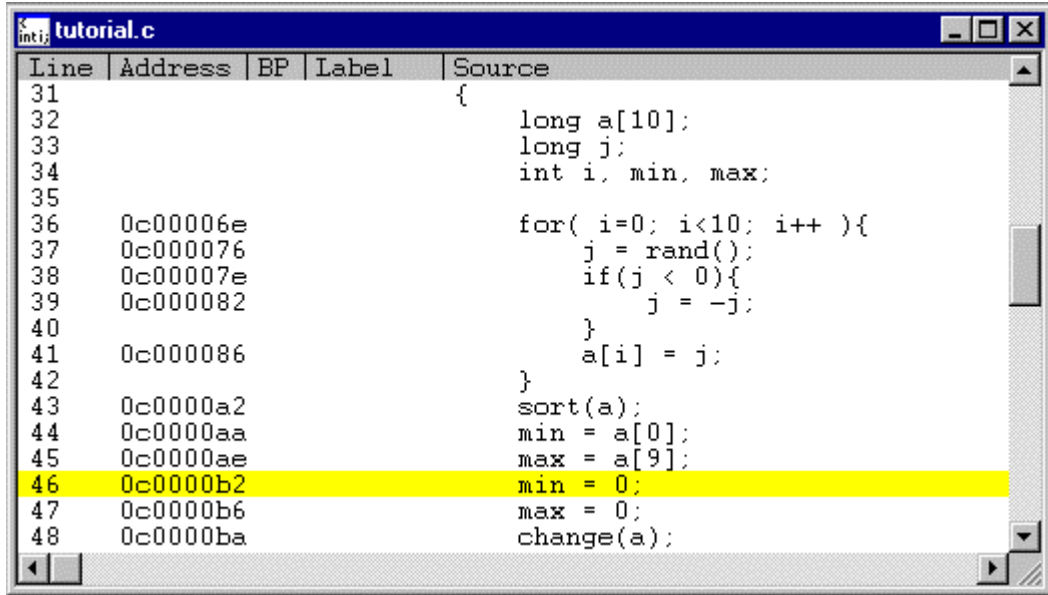 tutorial.c
Line Address BP Label Source
31 {
32 long a[10];
33 long j;
34 int i, min, max;
35
36 0c00006e for( i=0; i<10; i++ ){
37 0c000076 j = rand();
38 0c00007e if(j < 0){
39 0c000082 j = -j;
40 }
41 0c000086 a[i] = j;
42 }
43 0c0000a2 sort(a);
44 0c0000aa min = a[0];
45 0c0000ae max = a[9];
46 0c0000b2 min = 0;
47 0c0000b6 max = 0;
48 0c0000ba change(a);